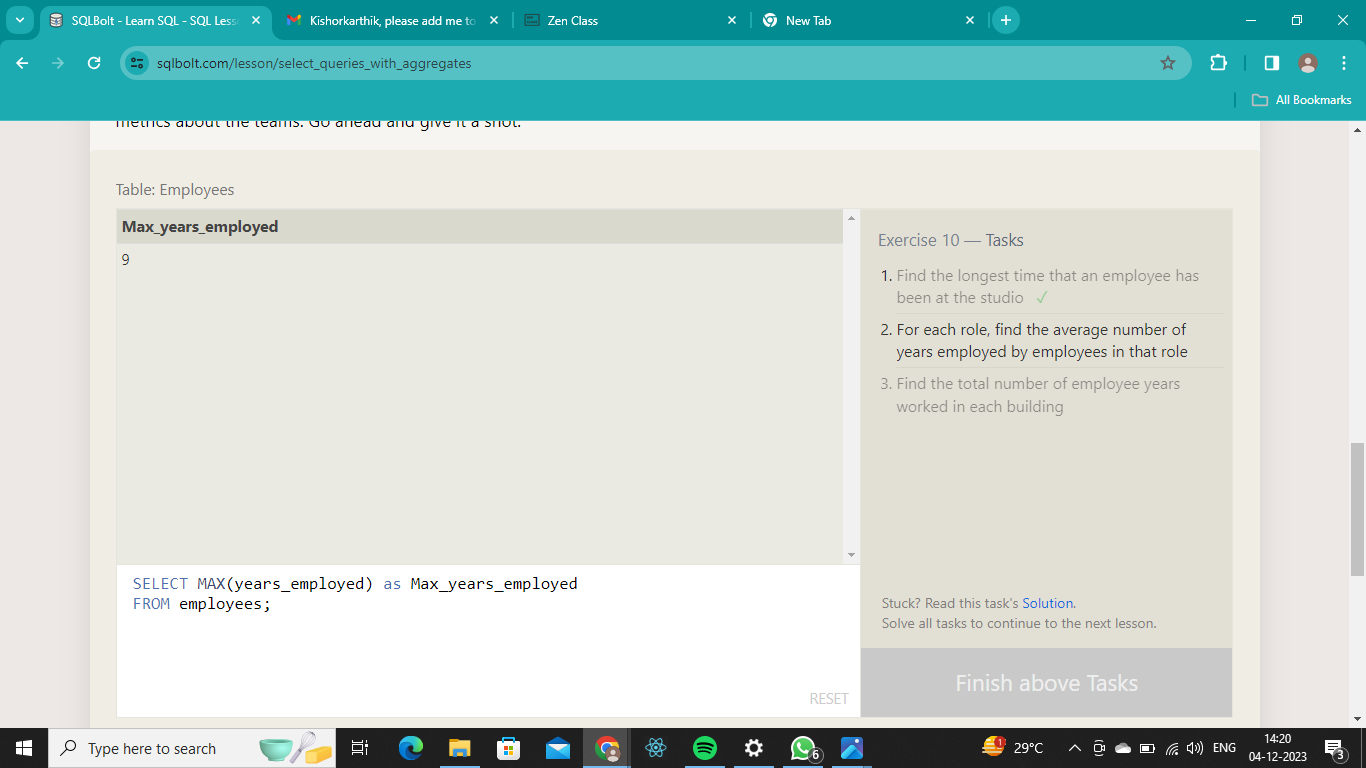 SQLBolt - Learn SQL - SQL Less
Kishorkarthik, please add me to
Zen Class
New Tab
sqlbolt.com/lesson/select_queries_with_aggregates
All Bookmarks
metrics about the teams. Go ahead and give it a shot.
Table: Employees
Max_years_employed
9
Exercise 10 — Tasks
1. Find the longest time that an employee has
been at the studio ✓
2. For each role, find the average number of
years employed by employees in that role
3. Find the total number of employee years
worked in each building
SELECT MAX(years_employed) as Max_years_employed
FROM employees;
RESET
Stuck? Read this task's Solution.
Solve all tasks to continue to the next lesson.
Finish above Tasks
Type here to search
6
1
29°C
ENG
14:20
04-12-2023
3